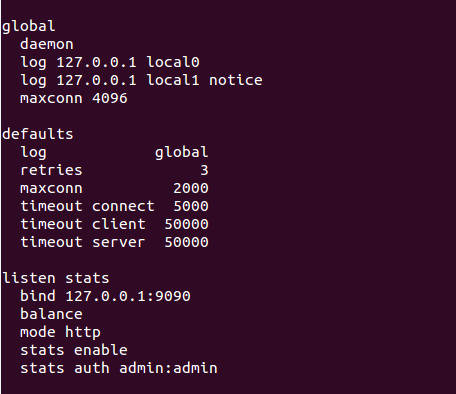 global
  daemon
  log 127.0.0.1 local0
  log 127.0.0.1 local1 notice
  maxconn 4096

defaults
  log            global
  retries             3
  maxconn          2000
  timeout connect  5000
  timeout client  50000
  timeout server  50000

listen stats
  bind 127.0.0.1:9090
  balance
  mode http
  stats enable
  stats auth admin:admin